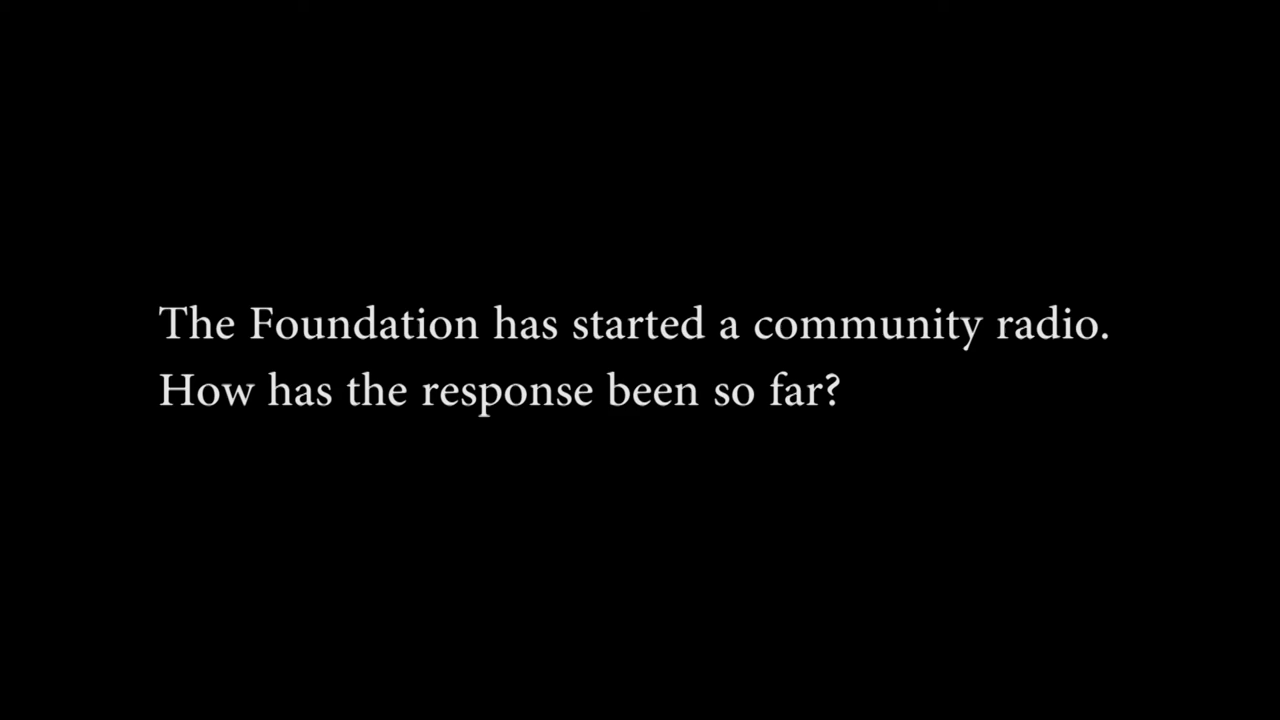 The Foundation has started a community radio.
How has the response been so far?